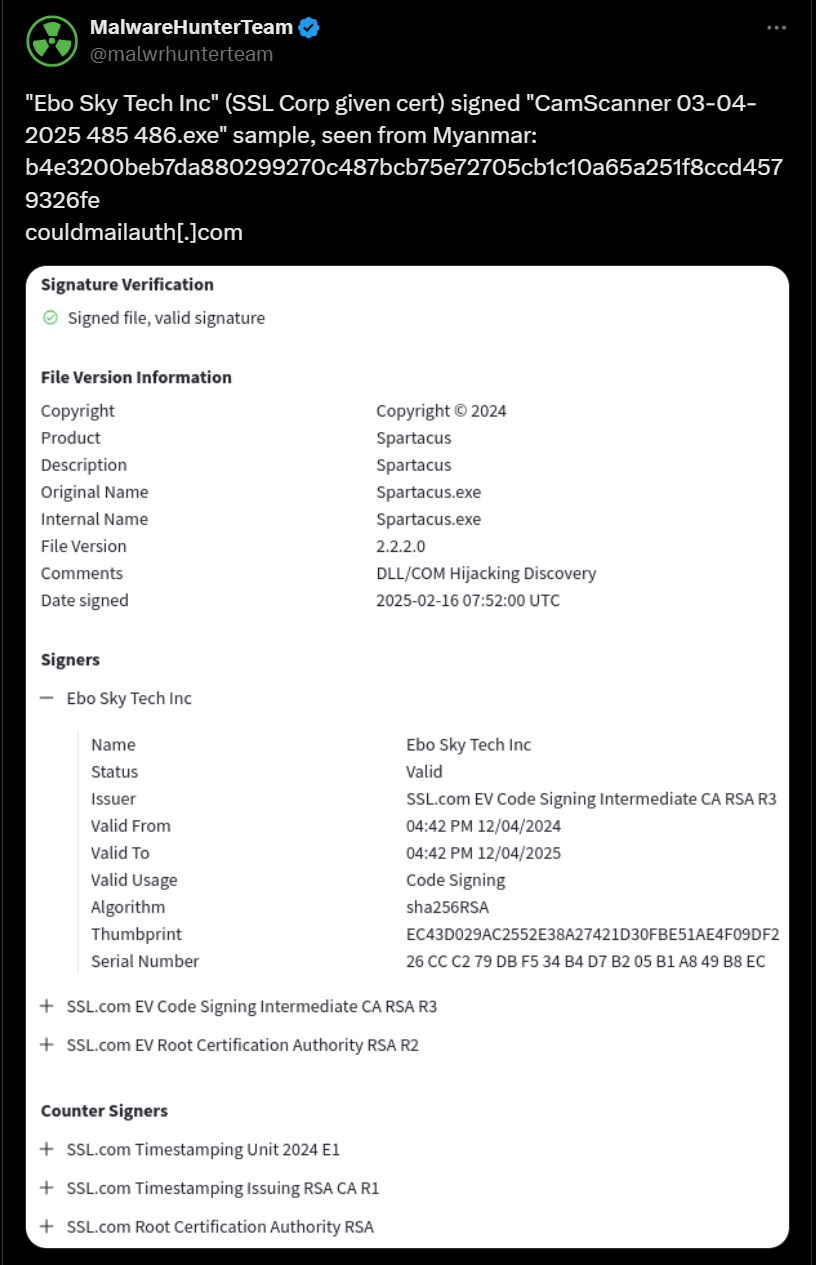 MalwareHunterTeam
@malwrhunterteam
"Ebo Sky Tech Inc" (SSL Corp given cert) signed "CamScanner 03-04-
2025 485 486.exe" sample, seen from Myanmar:
b4e3200beb7da880299270c487bcb75e72705cb1c10a65a251f8ccd457
9326fe
couldmailauth[.]com
Signature Verification
Signed file, valid signature
File Version Information
Copyright Copyright © 2024
Product Spartacus
Description Spartacus
Original Name Spartacus.exe
Internal Name Spartacus.exe
File Version 2.2.2.0
Comments DLL/COM Hijacking Discovery
Date signed 2025-02-16 07:52:00 UTC
Signers
Ebo Sky Tech Inc
Name Ebo Sky Tech Inc
Status Valid
Issuer SSL.com EV Code Signing Intermediate CA RSA R3
Valid From 04:42 PM 12/04/2024
Valid To 04:42 PM 12/04/2025
Valid Usage Code Signing
Algorithm sha256RSA
Thumbprint EC43D029AC2552E38A27421D30FBE51AE4F09DF2
Serial Number 26 CC C2 79 DB F5 34 B4 D7 B2 05 B1 A8 49 B8 EC
SSL.com EV Code Signing Intermediate CA RSA R3
SSL.com EV Root Certification Authority RSA R2
Counter Signers
SSL.com Timestamping Unit 2024 E1
SSL.com Timestamping Issuing RSA CA R1
SSL.com Root Certification Authority RSA